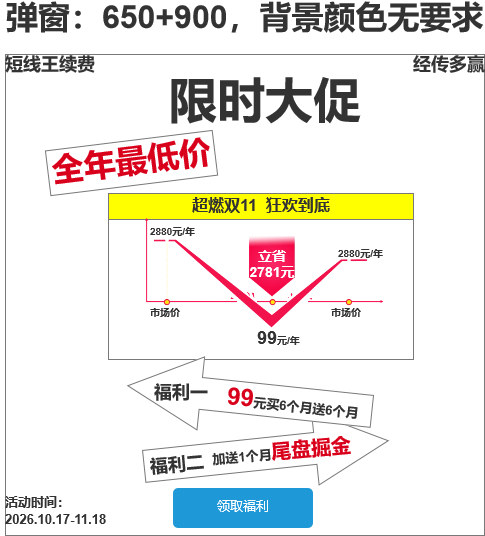 弹窗：650+900，背景颜色无要求
短线王续费 经传多赢
限时大促
全年最低价
超燃双11 狂欢到底
2880元/年
2880元/年
立省
2781元
市场价
市场价
99元/年
福利一 99元买6个月送6个月
福利二 加送1个月尾盘掘金
活动时间：
2026.10.17-11.18
领取福利